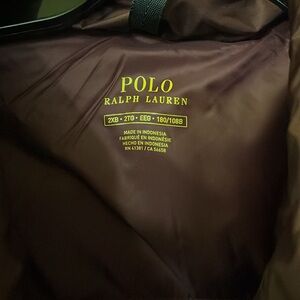 POLO
RALPH LAUREN
2XB • 2TG • EEG • 180/108B
MADE IN INDONESIA
FABRIQUÉ EN INDONÉSIE
HECHO EN INDONESIA
RN 41381 / CA 56658